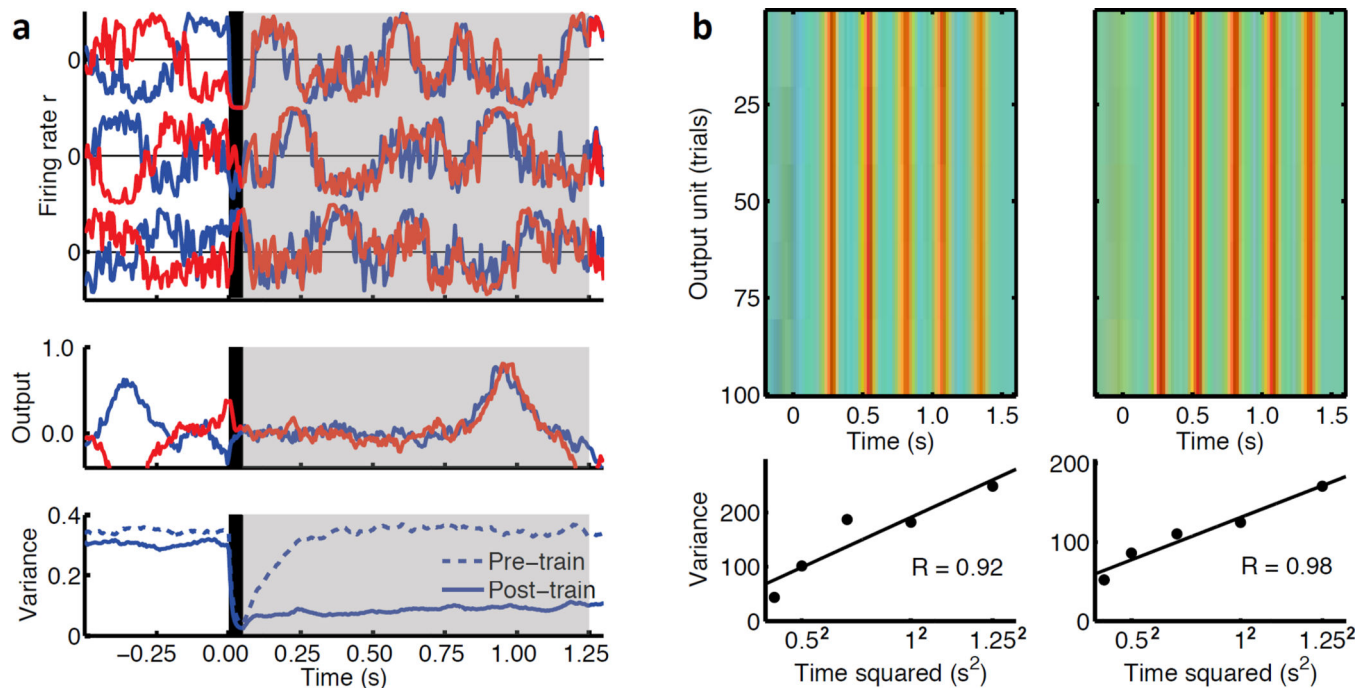 a
Firing rate r
0
0
0
Output
1.0
0.0
Variance
0.4
0.2
0
Pre-train
Post-train
-0.25 0.00 0.25 0.50 0.75 1.00 1.25
Time (s)
b
Output unit (trials)
25
50
75
100
0 0.5 1.0 1.5
Time (s)
0 0.5 1.0 1.5
Time (s)
Variance
200
100
0
R = 0.92
0.5² 1² 1.25²
Time squared (s²)
200
100
0
R = 0.98
0.5² 1² 1.25²
Time squared (s²)